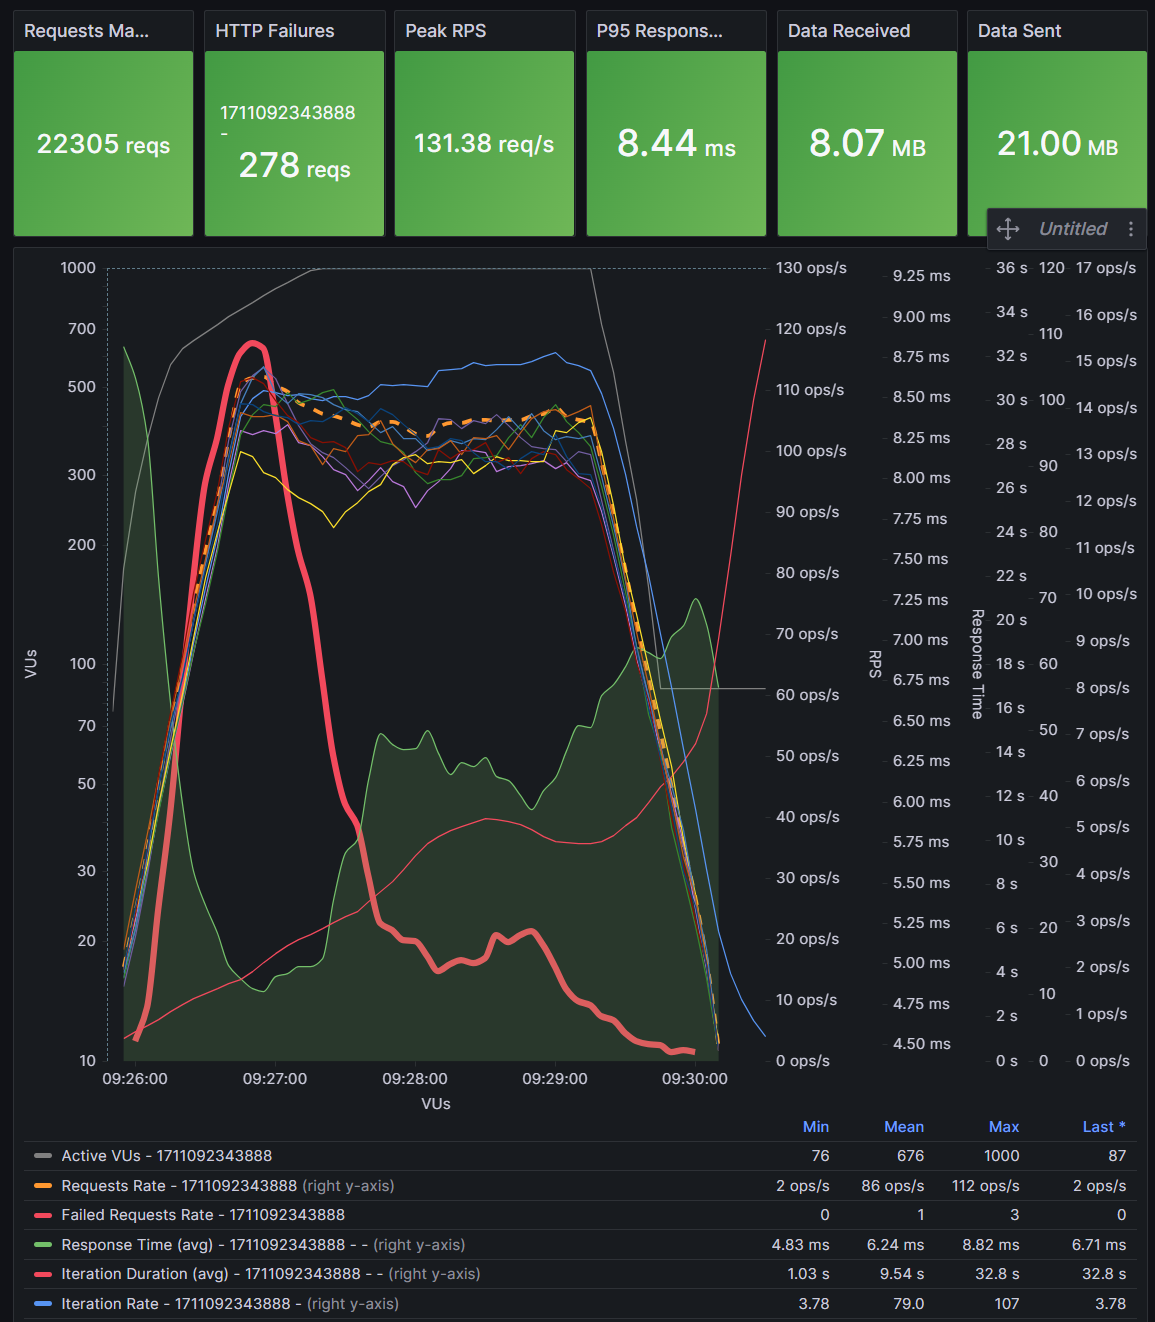 Requests Ma...
HTTP Failures
Peak RPS
P95 Respons...
Data Received
Data Sent
22305 reqs
1711092343888
-
278 reqs
131.38 req/s
8.44 ms
8.07 MB
21.00 MB
Untitled
1000
700
500
300
200
100
70
50
30
20
10
VUs
130 ops/s
120 ops/s
110 ops/s
100 ops/s
90 ops/s
80 ops/s
70 ops/s
60 ops/s
50 ops/s
40 ops/s
30 ops/s
20 ops/s
10 ops/s
0 ops/s
RPS
9.25 ms
9.00 ms
8.75 ms
8.50 ms
8.25 ms
8.00 ms
7.75 ms
7.50 ms
7.25 ms
7.00 ms
6.75 ms
6.50 ms
6.25 ms
6.00 ms
5.75 ms
5.50 ms
5.25 ms
5.00 ms
4.75 ms
4.50 ms
Response Time
36 s
34 s
32 s
30 s
28 s
26 s
24 s
22 s
20 s
18 s
16 s
14 s
12 s
10 s
8 s
6 s
4 s
2 s
0 s
120
110
100
90
80
70
60
50
40
30
20
10
0
17 ops/s
16 ops/s
15 ops/s
14 ops/s
13 ops/s
12 ops/s
11 ops/s
10 ops/s
9 ops/s
8 ops/s
7 ops/s
6 ops/s
5 ops/s
4 ops/s
3 ops/s
2 ops/s
1 ops/s
0 ops/s
09:26:00 09:27:00 09:28:00 09:29:00 09:30:00
VUs
Min Mean Max Last *
Active VUs - 1711092343888 76 676 1000 87
Requests Rate - 1711092343888 (right y-axis) 2 ops/s 86 ops/s 112 ops/s 2 ops/s
Failed Requests Rate - 1711092343888 0 1 3 0
Response Time (avg) - 1711092343888 - - (right y-axis) 4.83 ms 6.24 ms 8.82 ms 6.71 ms
Iteration Duration (avg) - 1711092343888 - - (right y-axis) 1.03 s 9.54 s 32.8 s 32.8 s
Iteration Rate - 1711092343888 - (right y-axis) 3.78 79.0 107 3.78